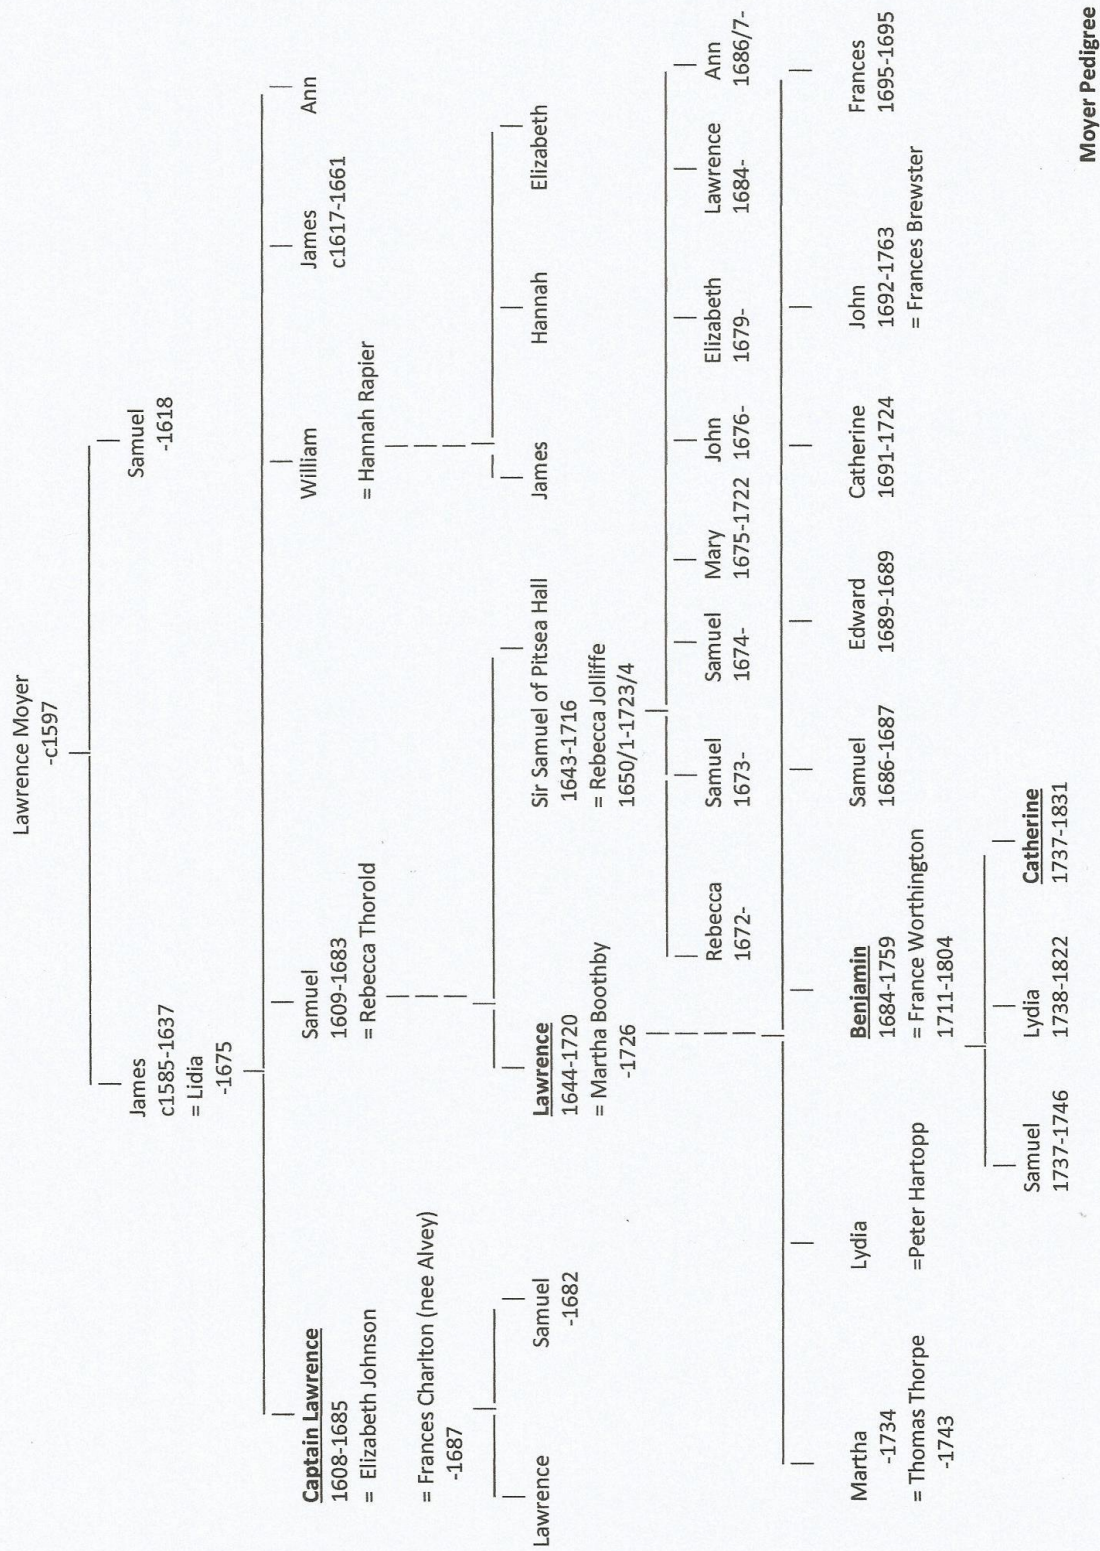 Lawrence Moyer
-c1597
James
c1585-1637
= Lidia
-1675
Samuel
-1618
Captain Lawrence
1608-1685
= Elizabeth Johnson
= Frances Charlton (nee Alvey)
-1687
Samuel
1609-1683
= Rebecca Thorold
William
= Hannah Rapier
James
c1617-1661
Ann
Lawrence
Samuel
-1682
Lawrence
1644-1720
= Martha Boothby
-1726
Sir Samuel of Pitsea Hall
1643-1716
= Rebecca Jolliffe
1650/1-1723/4
James
Hannah
Elizabeth
Rebecca
1672-
Samuel
1673-
Samuel
1674-
Mary
1675-1722
John
1676-
Elizabeth
1679-
Lawrence
1684-
Ann
1686/7-
Martha
-1734
= Thomas Thorpe
-1743
Lydia
=Peter Hartopp
Benjamin
1684-1759
= France Worthington
1711-1804
Samuel
1686-1687
Edward
1689-1689
Catherine
1691-1724
John
1692-1763
= Frances Brewster
Frances
1695-1695
Samuel
1737-1746
Lydia
1738-1822
Catherine
1737-1831
Moyer Pedigree